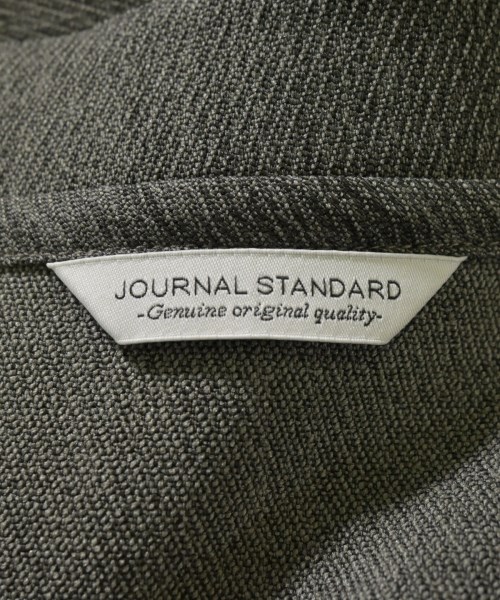 JOURNAL STANDARD
-Genuine original quality-